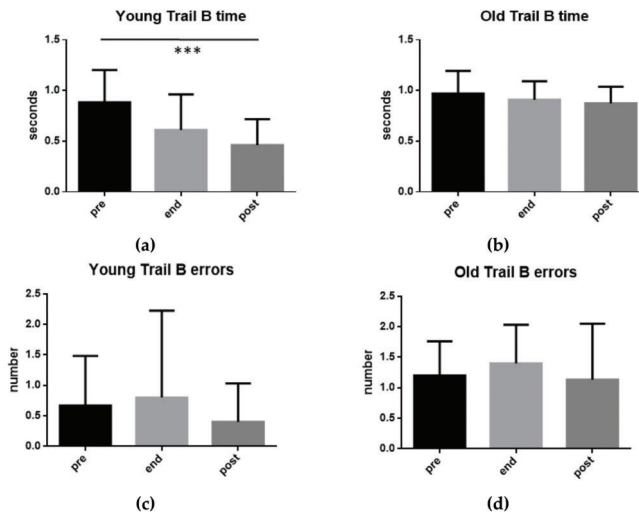 Young Trail B time
1.5
***
1.0
seconds
0.5
0.0
pre
end
post
(a)
Old Trail B time
1.5
1.0
seconds
0.5
0.0
pre
end
post
(b)
Young Trail B errors
2.5
2.0
1.5
number
1.0
0.5
0.0
pre
end
post
(c)
Old Trail B errors
2.5
2.0
1.5
number
1.0
0.5
0.0
pre
end
post
(d)